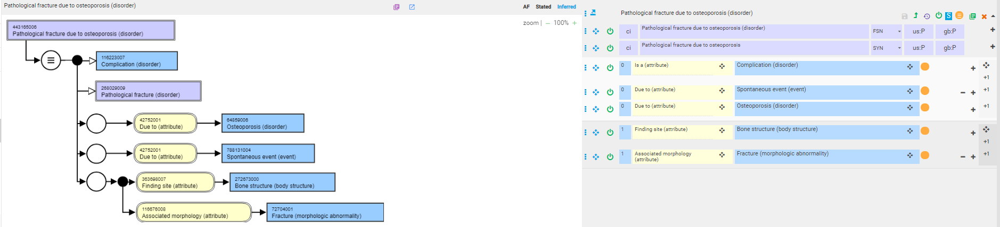 Pathological fracture due to osteoporosis (disorder)
AF Stated Inferred
zoom | – 100% +
443165006
Pathological fracture due to osteoporosis (disorder)
116223007
Complication (disorder)
268029009
Pathological fracture (disorder)
42752001
Due to (attribute)
64859006
Osteoporosis (disorder)
42752001
Due to (attribute)
788131004
Spontaneous event (event)
363698007
Finding site (attribute)
272673000
Bone structure (body structure)
116676008
Associated morphology (attribute)
72704001
Fracture (morphologic abnormality)
Pathological fracture due to osteoporosis (disorder)
S
ci Pathological fracture due to osteoporosis (disorder) FSN us:P gb:P
ci Pathological fracture due to osteoporosis SYN us:P gb:P
0 Is a (attribute) Complication (disorder)
+1
0 Due to (attribute) Spontaneous event (event) +1
0 Due to (attribute) Osteoporosis (disorder) +1
1 Finding site (attribute) Bone structure (body structure)
+1
1 Associated morphology (attribute) Fracture (morphologic abnormality) +1